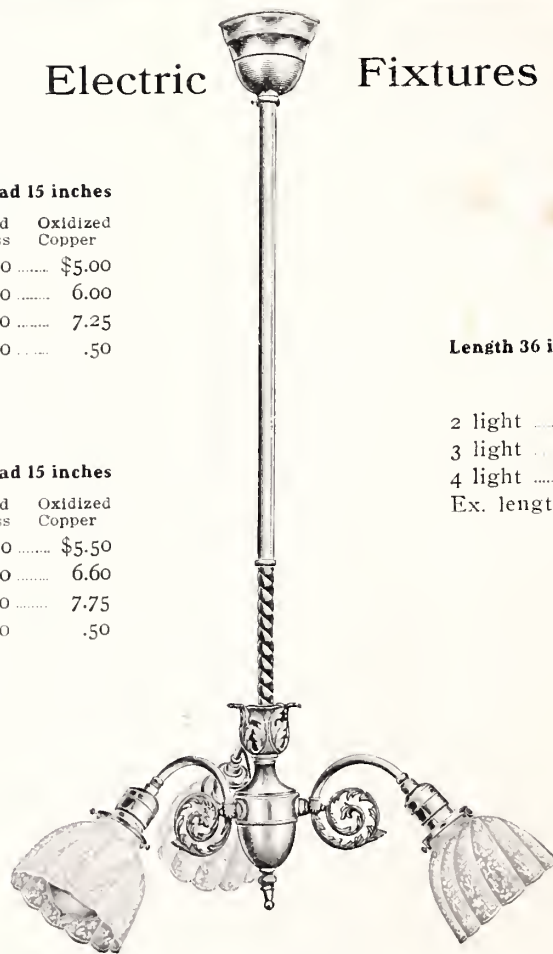 Electric Fixtures
ad 15 inches
d Oxidized
s Copper
0 ........ $5.00
0 ........ 6.00
0 ........ 7.25
0 ........ .50
Length 36 i
2 light
3 light
4 light
Ex. lengt
ad 15 inches
d Oxidized
ss Copper
0 ........ $5.50
0 ........ 6.60
0 ........ 7.75
0 .50